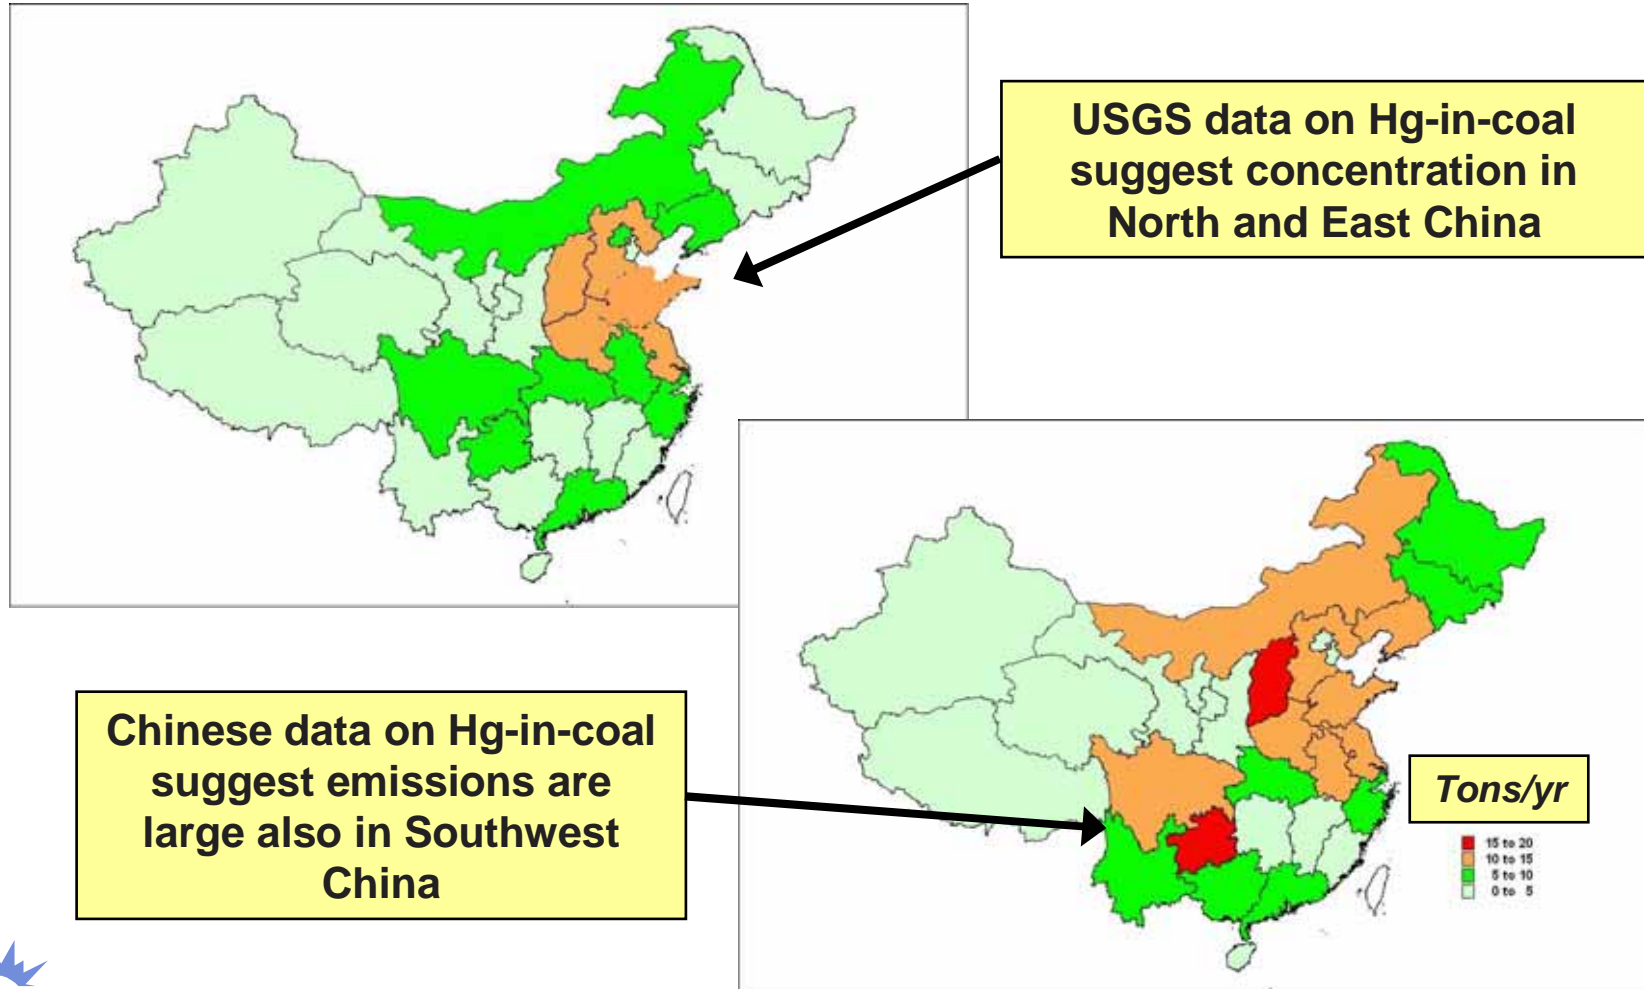 USGS data on Hg-in-coal
suggest concentration in
North and East China
Chinese data on Hg-in-coal
suggest emissions are
large also in Southwest
China
Tons/yr
15 to 20
10 to 15
5 to 10
0 to 5